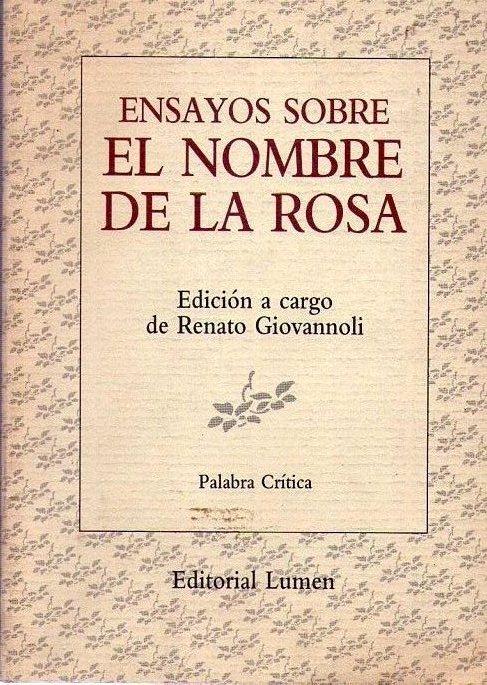 ENSAYOS SOBRE
EL NOMBRE
DE LA ROSA
Edición a cargo
de Renato Giovannoli
Palabra Crítica
Editorial Lumen